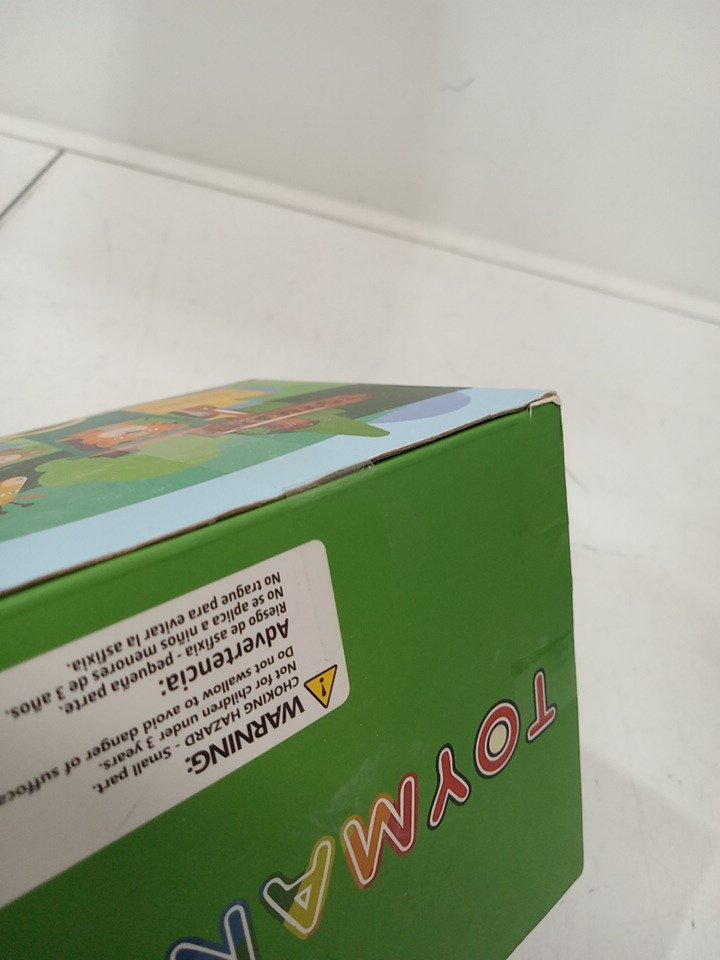 TOYMA
WARNING:
CHOKING HAZARD - Small part.
Not for children under 3 years.
Do not swallow to avoid danger of suffoca
Advertencia:
Riesgo de asfixia - pequeña parte.
No se aplica a niños menores de 3 años.
No trague para evitar la asfixia.